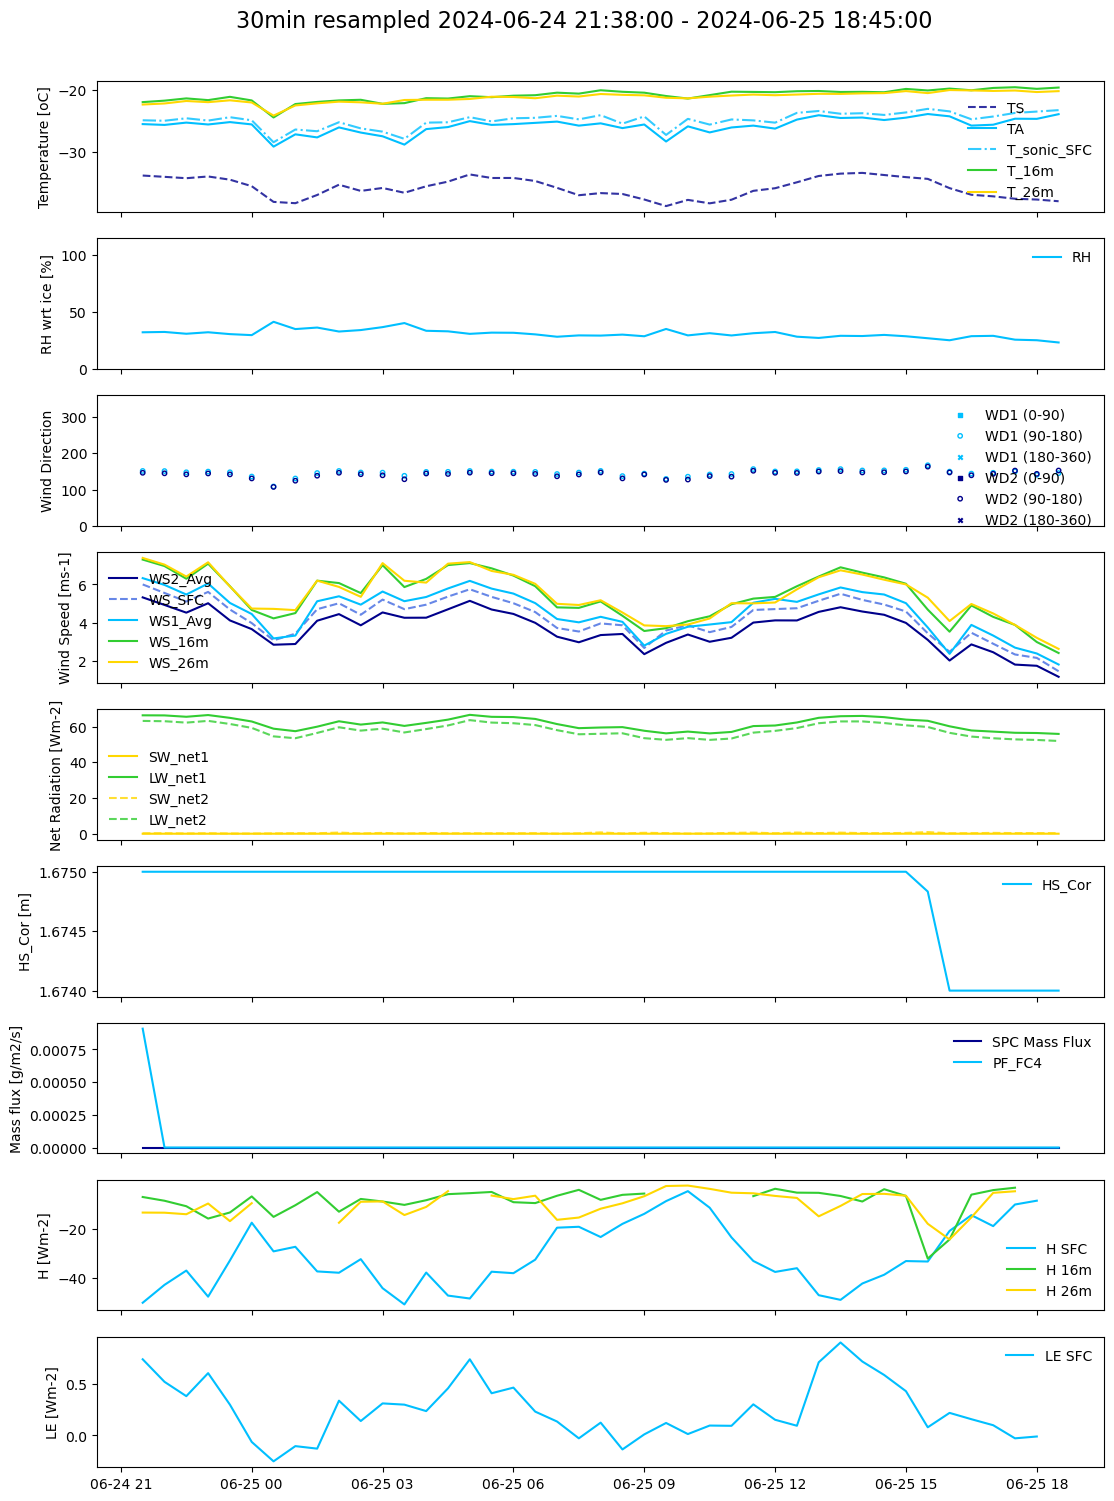 30min resampled 2024-06-24 21:38:00 - 2024-06-25 18:45:00
Temperature [oC]
−20
−30
TS
TA
T_sonic_SFC
T_16m
T_26m
RH wrt ice [%]
100
50
0
RH
Wind Direction
300
200
100
0
WD1 (0-90)
WD1 (90-180)
WD1 (180-360)
WD2 (0-90)
WD2 (90-180)
WD2 (180-360)
Wind Speed [ms-1]
6
4
2
WS2_Avg
WS_SFC
WS1_Avg
WS_16m
WS_26m
Net Radiation [Wm-2]
60
40
20
0
SW_net1
LW_net1
SW_net2
LW_net2
HS_Cor [m]
1.6750
1.6745
1.6740
HS_Cor
Mass flux [g/m2/s]
0.00075
0.00050
0.00025
0.00000
SPC Mass Flux
PF_FC4
H [Wm-2]
−20
−40
H SFC
H 16m
H 26m
LE [Wm-2]
0.5
0.0
LE SFC
06-24 21
06-25 00
06-25 03
06-25 06
06-25 09
06-25 12
06-25 15
06-25 18